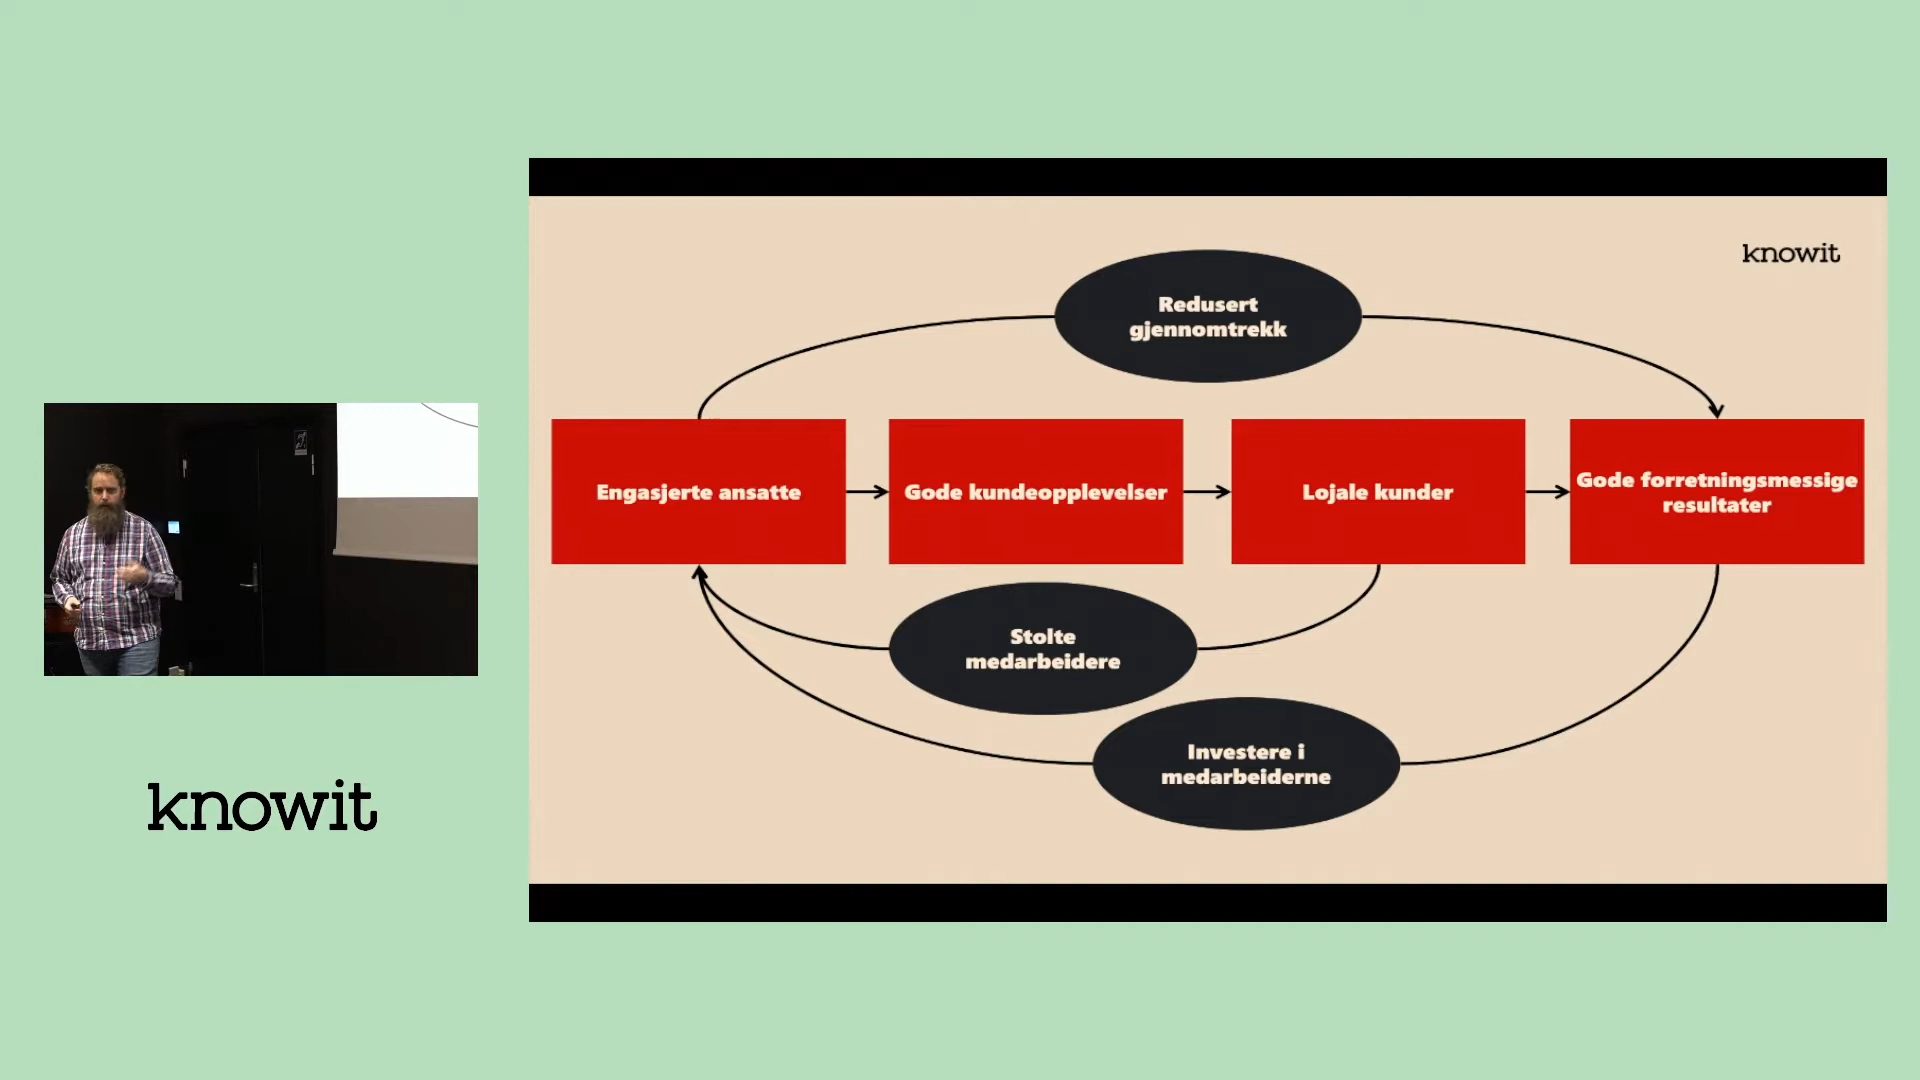 knowit
Redusert
gjennomtrekk
Engasjerte ansatte
Gode kundeopplevelser
Lojale kunder
Gode forretningsmessige
resultater
Stolte
medarbeidere
Investere i
medarbeiderne
knowit